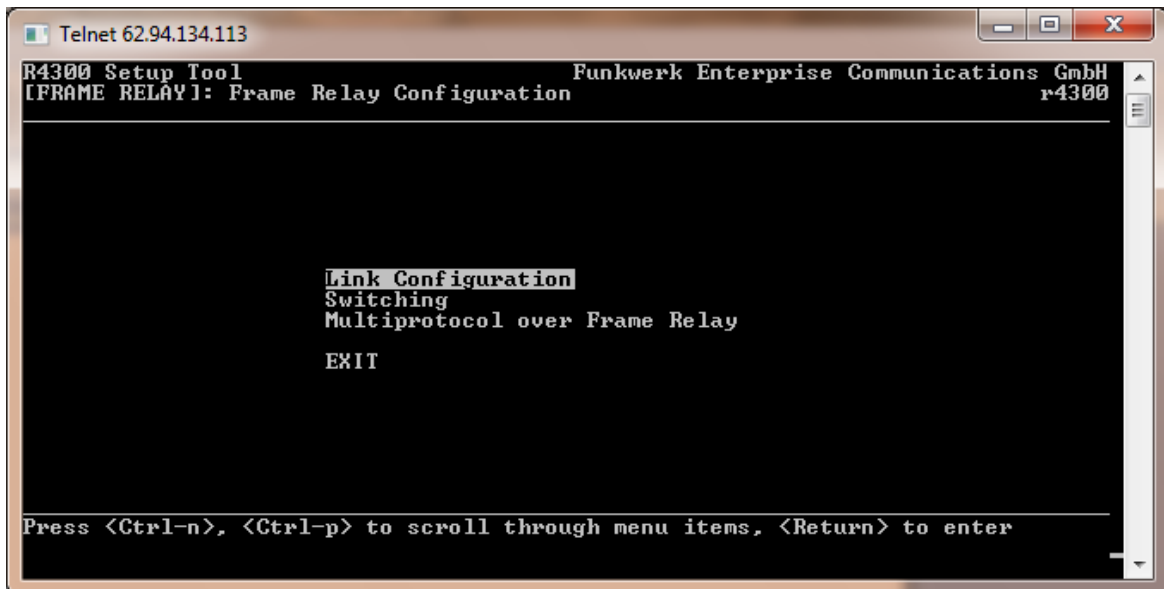 Telnet 62.94.134.113
R4300 Setup Tool Funkwerk Enterprise Communications GmbH
[FRAME RELAY]: Frame Relay Configuration r4300
Link Configuration
Switching
Multiprotocol over Frame Relay
EXIT
Press <Ctrl-n>, <Ctrl-p> to scroll through menu items, <Return> to enter